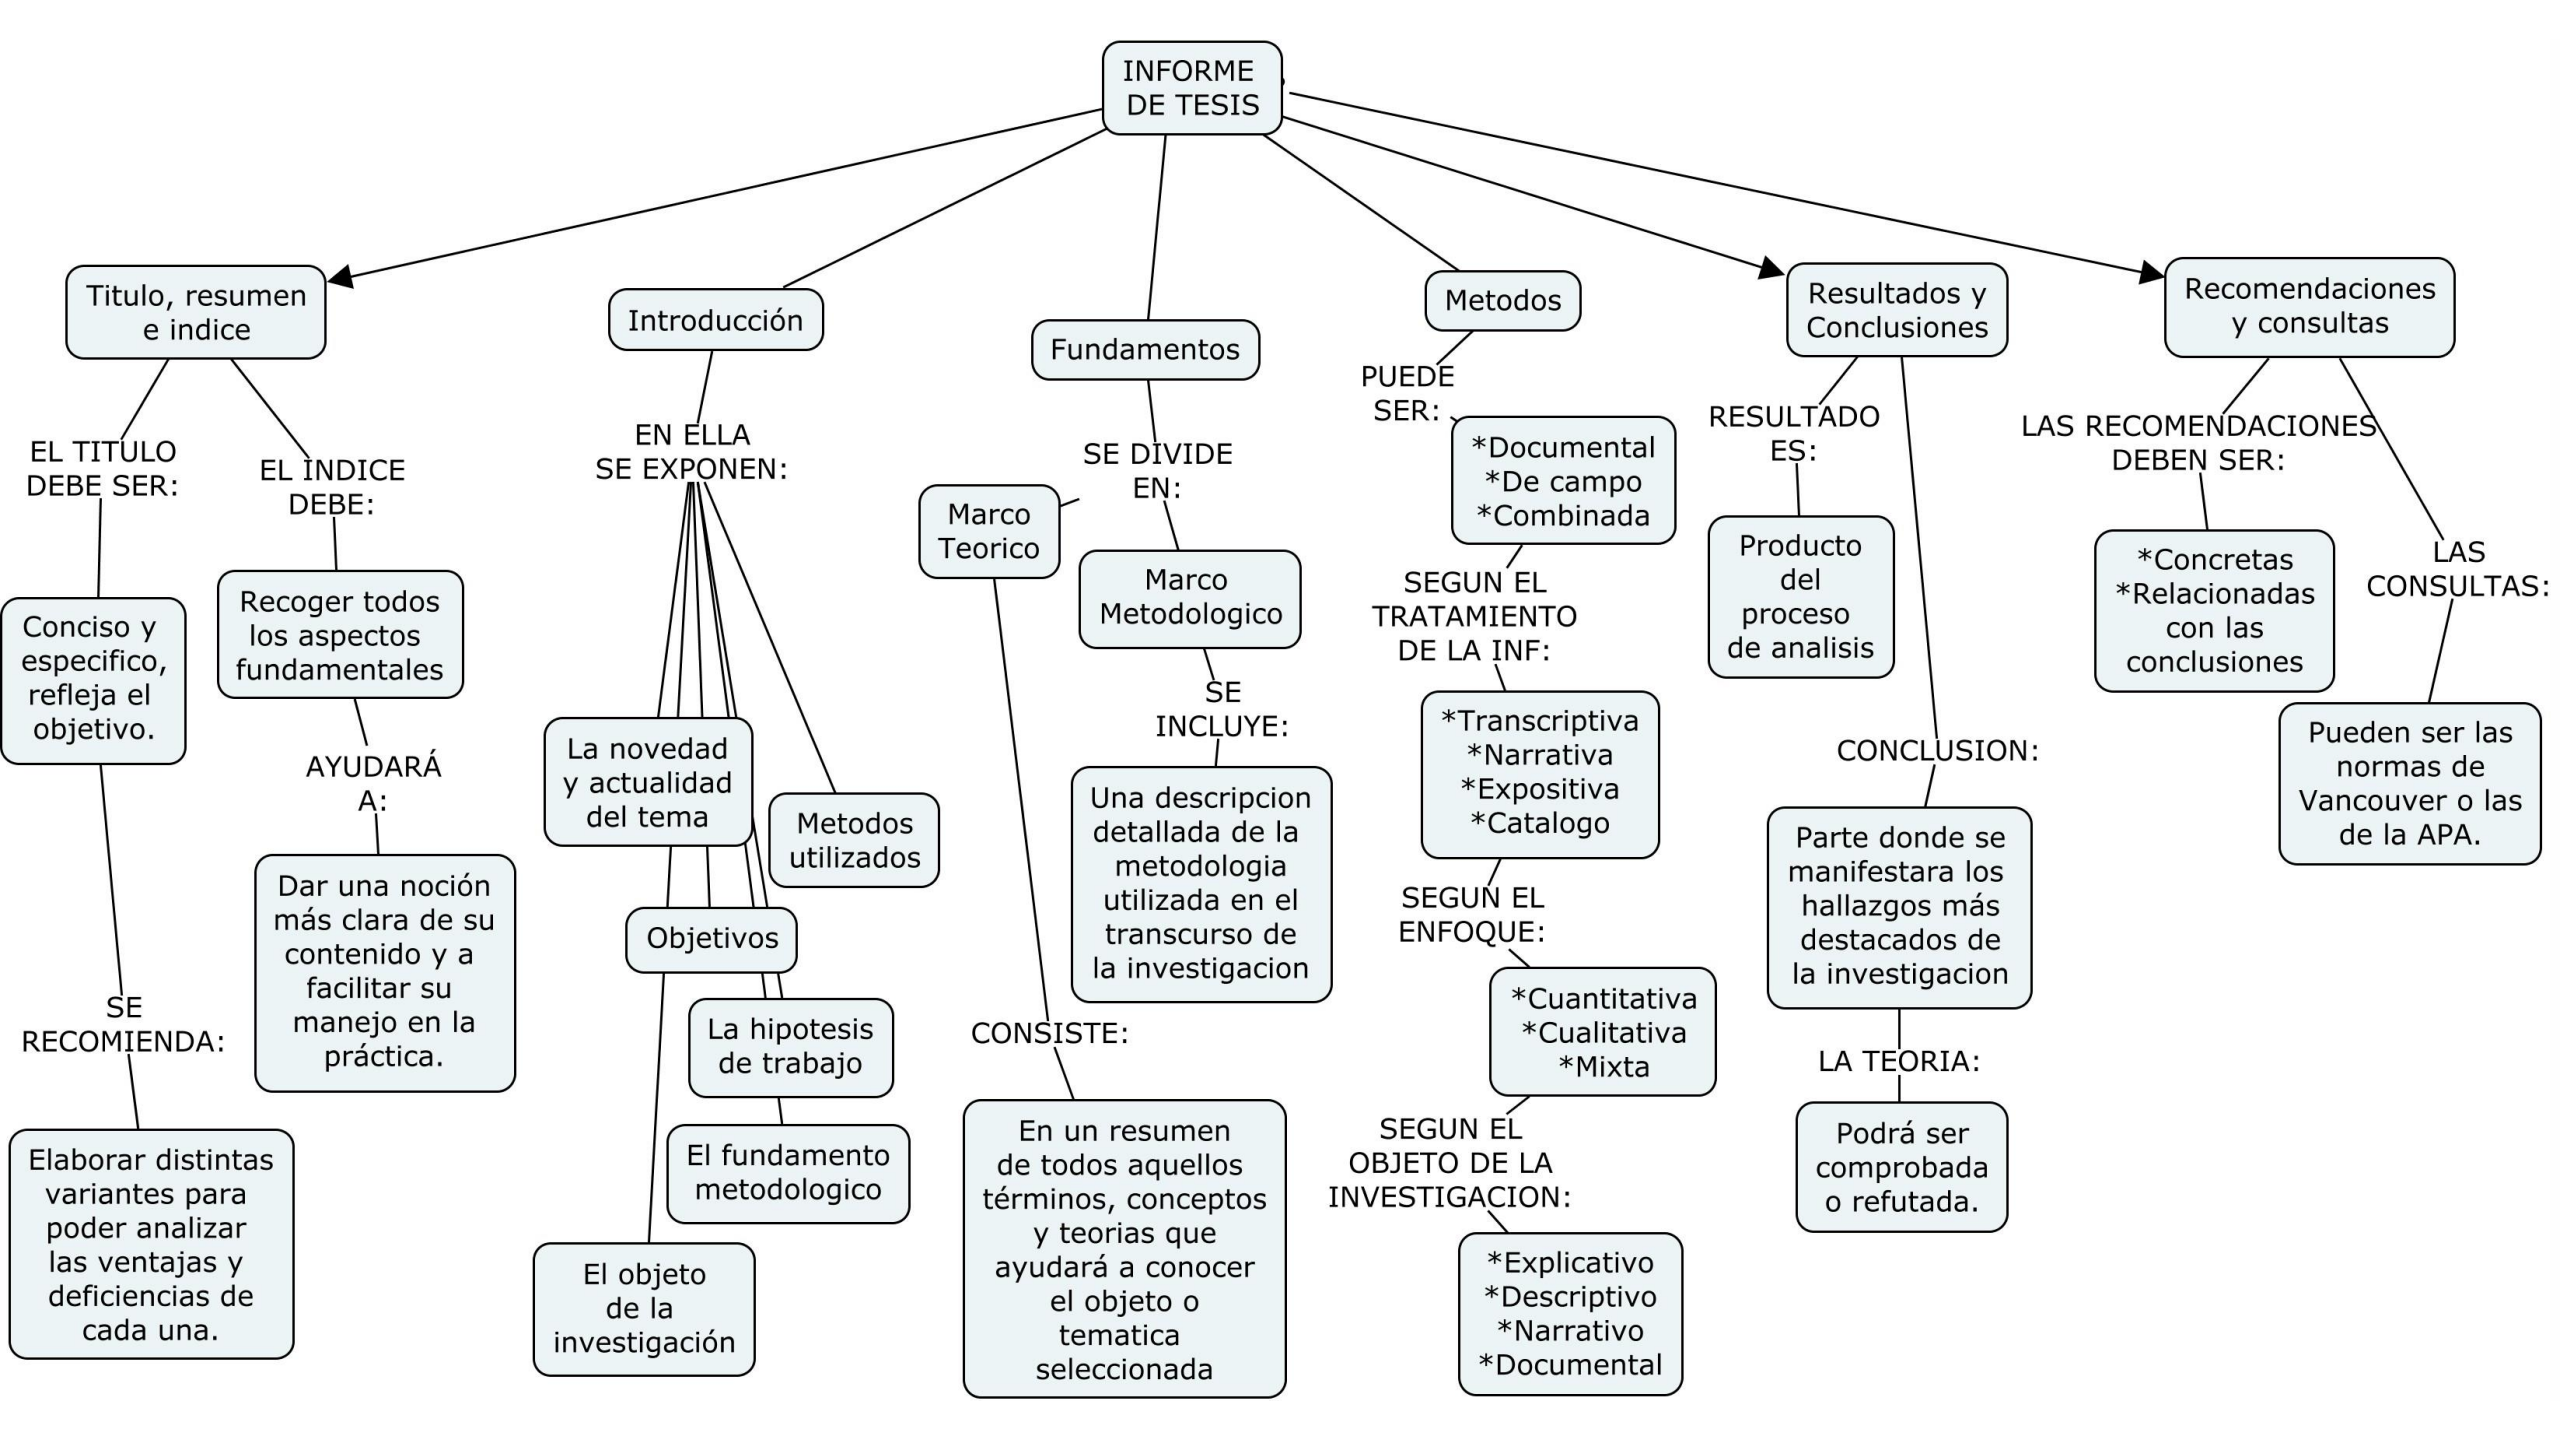 INFORME
DE TESIS
Titulo, resumen
e indice
EL TITULO
DEBE SER:
Conciso y
especifico,
refleja el
objetivo.
SE
RECOMIENDA:
Elaborar distintas
variantes para
poder analizar
las ventajas y
deficiencias de
cada una.
EL INDICE
DEBE:
Recoger todos
los aspectos
fundamentales
AYUDARÁ
A:
Dar una noción
más clara de su
contenido y a
facilitar su
manejo en la
práctica.
Introducción
EN ELLA
SE EXPONEN:
La novedad
y actualidad
del tema
Metodos
utilizados
Objetivos
La hipotesis
de trabajo
El fundamento
metodologico
El objeto
de la
investigación
Fundamentos
SE DIVIDE
EN:
Marco
Teorico
CONSISTE:
En un resumen
de todos aquellos
términos, conceptos
y teorias que
ayudará a conocer
el objeto o
tematica
seleccionada
Marco
Metodologico
SE
INCLUYE:
Una descripcion
detallada de la
metodologia
utilizada en el
transcurso de
la investigacion
Metodos
PUEDE
SER:
*Documental
*De campo
*Combinada
SEGUN EL
TRATAMIENTO
DE LA INF:
*Transcriptiva
*Narrativa
*Expositiva
*Catalogo
SEGUN EL
ENFOQUE:
*Cuantitativa
*Cualitativa
*Mixta
SEGUN EL
OBJETO DE LA
INVESTIGACION:
*Explicativo
*Descriptivo
*Narrativo
*Documental
Resultados y
Conclusiones
RESULTADO
ES:
Producto
del
proceso
de analisis
CONCLUSION:
Parte donde se
manifestara los
hallazgos más
destacados de
la investigacion
LA TEORIA:
Podrá ser
comprobada
o refutada.
Recomendaciones
y consultas
LAS RECOMENDACIONES
DEBEN SER:
*Concretas
*Relacionadas
con las
conclusiones
LAS
CONSULTAS:
Pueden ser las
normas de
Vancouver o las
de la APA.